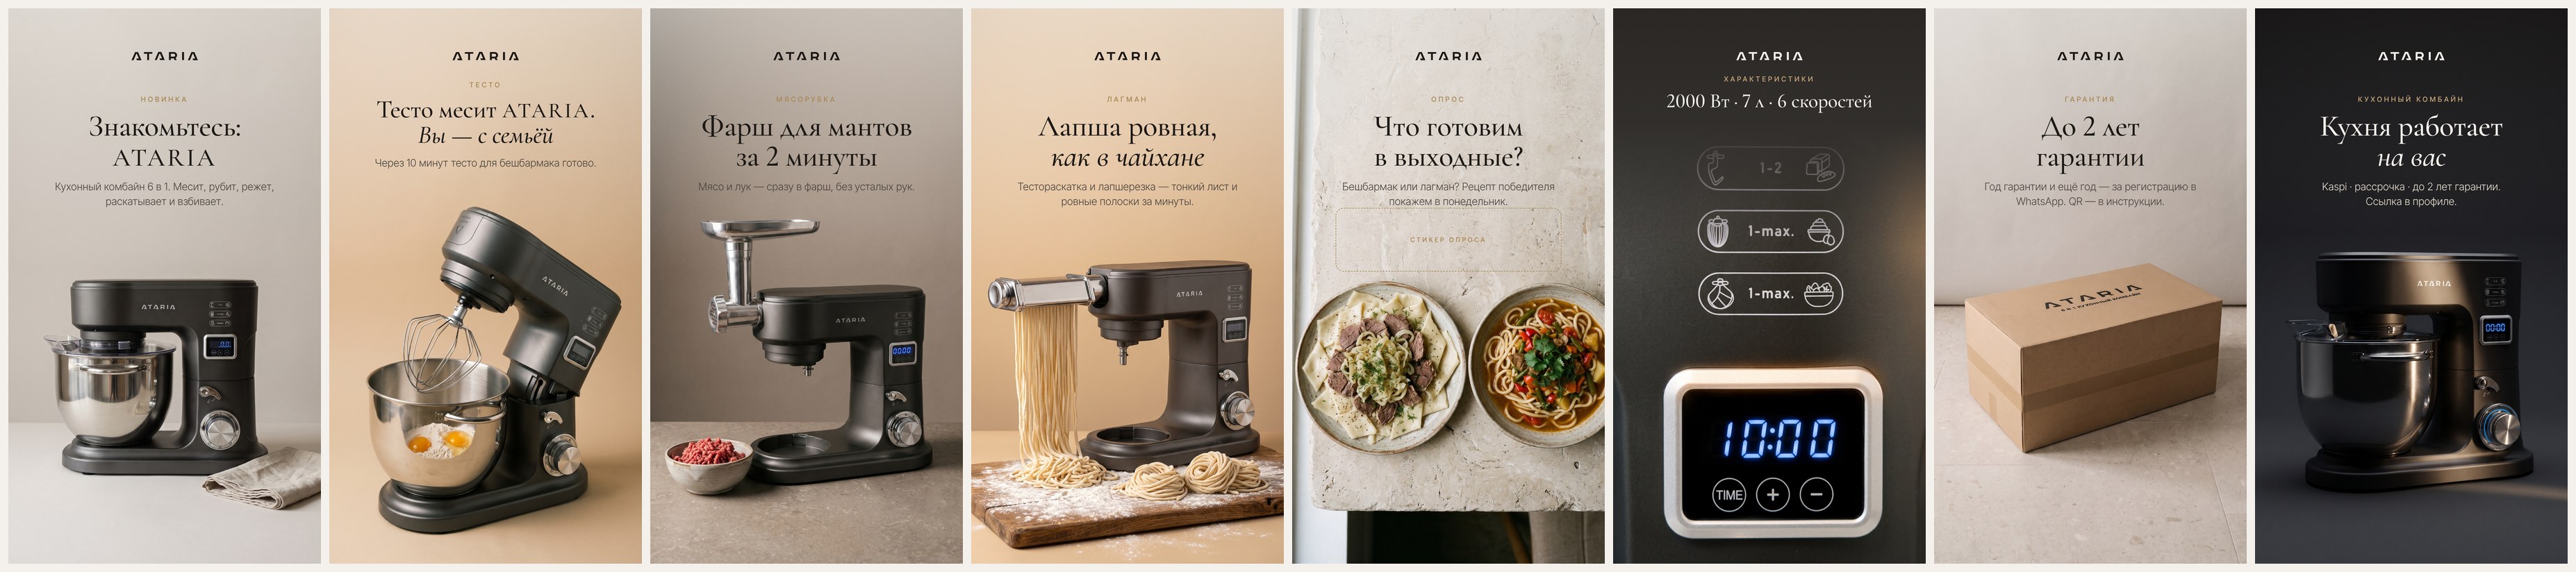 ATARIA
НОВИНКА
Знакомьтесь:
ATARIA
Кухонный комбайн 6 в 1. Месит, рубит, режет,
раскатывает и взбивает.
ATARIA
ATARIA
ТЕСТО
Тесто месит ATARIA.
Вы — с семьёй
Через 10 минут тесто для бешбармака готово.
ATARIA
ATARIA
МЯСОРУБКА
Фарш для мантов
за 2 минуты
Мясо и лук — сразу в фарш, без усталых рук.
ATARIA
00:00
ATARIA
ЛАГМАН
Лапша ровная,
как в чайхане
Тестораскатка и лапшерезка — тонкий лист и
ровные полоски за минуты.
ATARIA
ATARIA
ОПРОС
Что готовим
в выходные?
Бешбармак или лагман? Рецепт победителя
покажем в понедельник.
СТИКЕР ОПРОСА
ATARIA
ХАРАКТЕРИСТИКИ
2000 Вт · 7 л · 6 скоростей
1-2
1-max.
1-max.
10:00
TIME + −
ATARIA
ГАРАНТИЯ
До 2 лет
гарантии
Год гарантии и ещё год — за регистрацию в
WhatsApp. QR — в инструкции.
ATARIA
ATARIA
КУХОННЫЙ КОМБАЙН
Кухня работает
на вас
Kaspi · рассрочка · до 2 лет гарантии.
Ссылка в профиле.
ATARIA
00:00